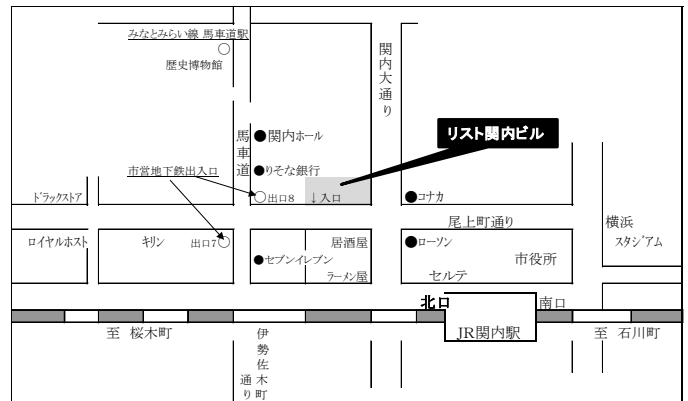 みなとみらい線 馬車道駅
歴史博物館
関内大通り
馬車道
関内ホール
リスト関内ビル
市営地下鉄出入口
りそな銀行
ドラックストア
出口8
↓入口
コナカ
尾上町通り
横浜
スタジアム
ロイヤルホスト
キリン
出口7
居酒屋
ローソン
セブンイレブン
市役所
ラーメン屋
セルテ
北口
南口
至 桜木町
JR関内駅
至 石川町
伊勢佐木町通り